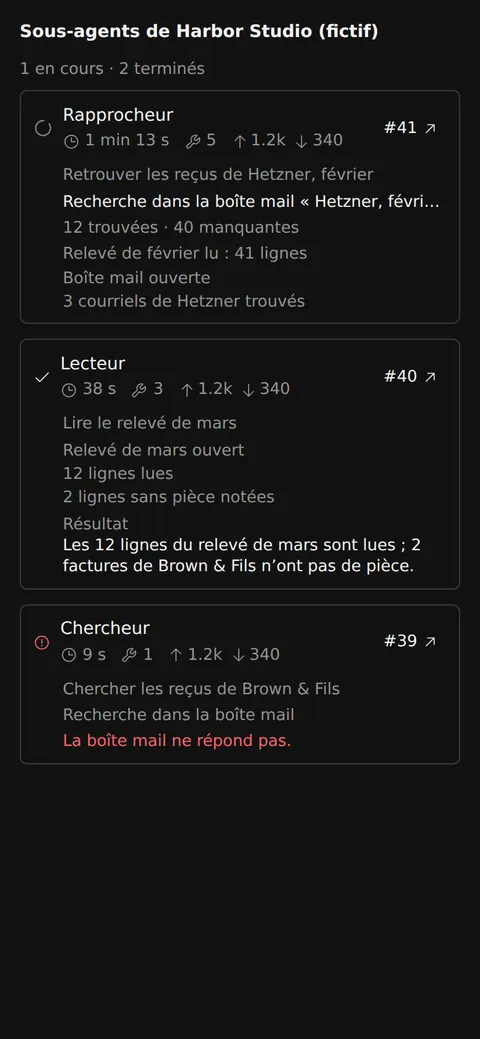 Sous-agents de Harbor Studio (fictif)
1 en cours · 2 terminés
Rapprocheur
1 min 13 s 5 ↑ 1.2k ↓ 340
#41 ↗
Retrouver les reçus de Hetzner, février
Recherche dans la boîte mail « Hetzner, févri…
12 trouvées · 40 manquantes
Relevé de février lu : 41 lignes
Boîte mail ouverte
3 courriels de Hetzner trouvés
Lecteur
38 s 3 ↑ 1.2k ↓ 340
#40 ↗
Lire le relevé de mars
Relevé de mars ouvert
12 lignes lues
2 lignes sans pièce notées
Résultat
Les 12 lignes du relevé de mars sont lues ; 2
factures de Brown & Fils n’ont pas de pièce.
Chercheur
9 s 1 ↑ 1.2k ↓ 340
#39 ↗
Chercher les reçus de Brown & Fils
Recherche dans la boîte mail
La boîte mail ne répond pas.